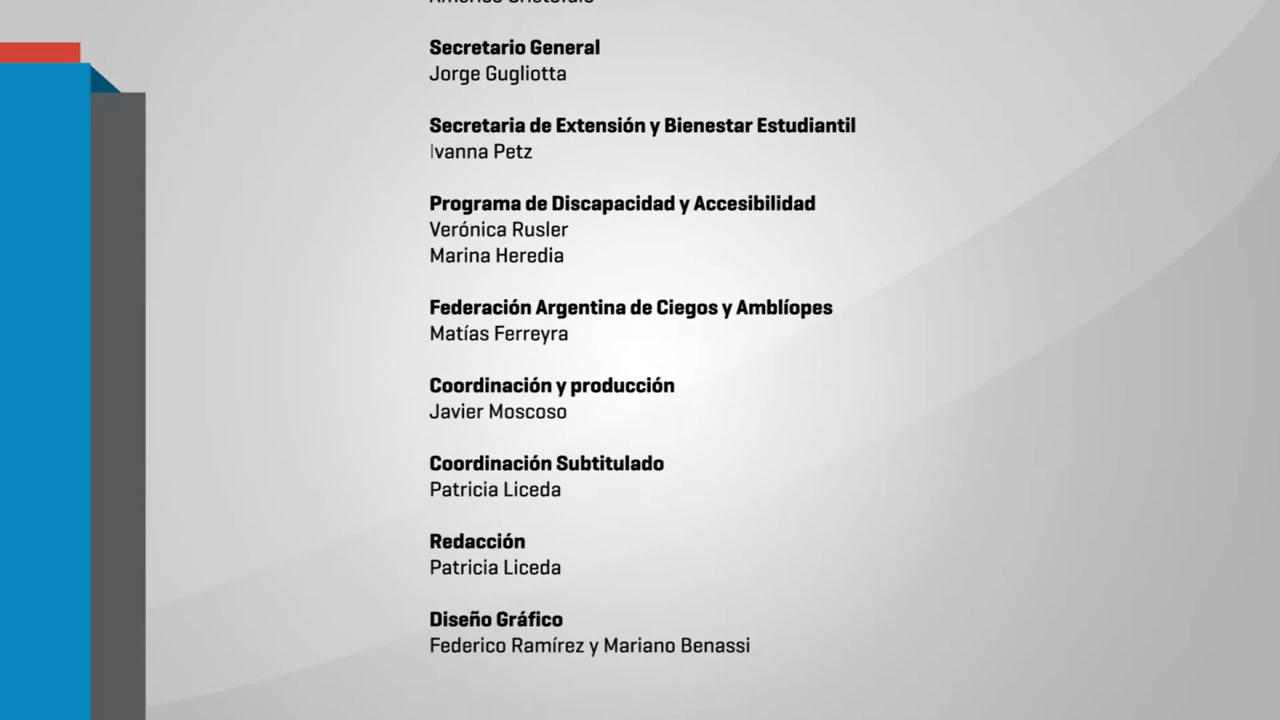 Secretario General
Jorge Gugliotta
Secretaria de Extensión y Bienestar Estudiantil
Ivanna Petz
Programa de Discapacidad y Accesibilidad
Verónica Rusler
Marina Heredia
Federación Argentina de Ciegos y Amblíopes
Matías Ferreyra
Coordinación y producción
Javier Moscoso
Coordinación Subtitulado
Patricia Liceda
Redacción
Patricia Liceda
Diseño Gráfico
Federico Ramírez y Mariano Benassi